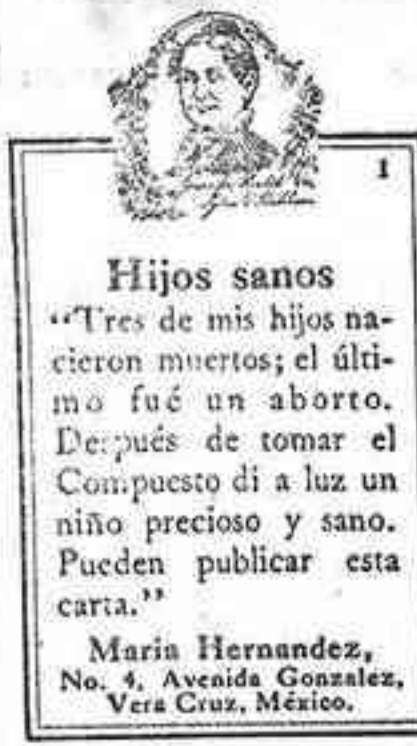 1
Hijos sanos
"Tres de mis hijos na-
cieron muertos; el últi-
mo fué un aborto.
Después de tomar el
Compuesto di a luz un
niño precioso y sano.
Pueden publicar esta
carta."
Maria Hernandez,
No. 4, Avenida Gonzalez,
Vera Cruz, México.